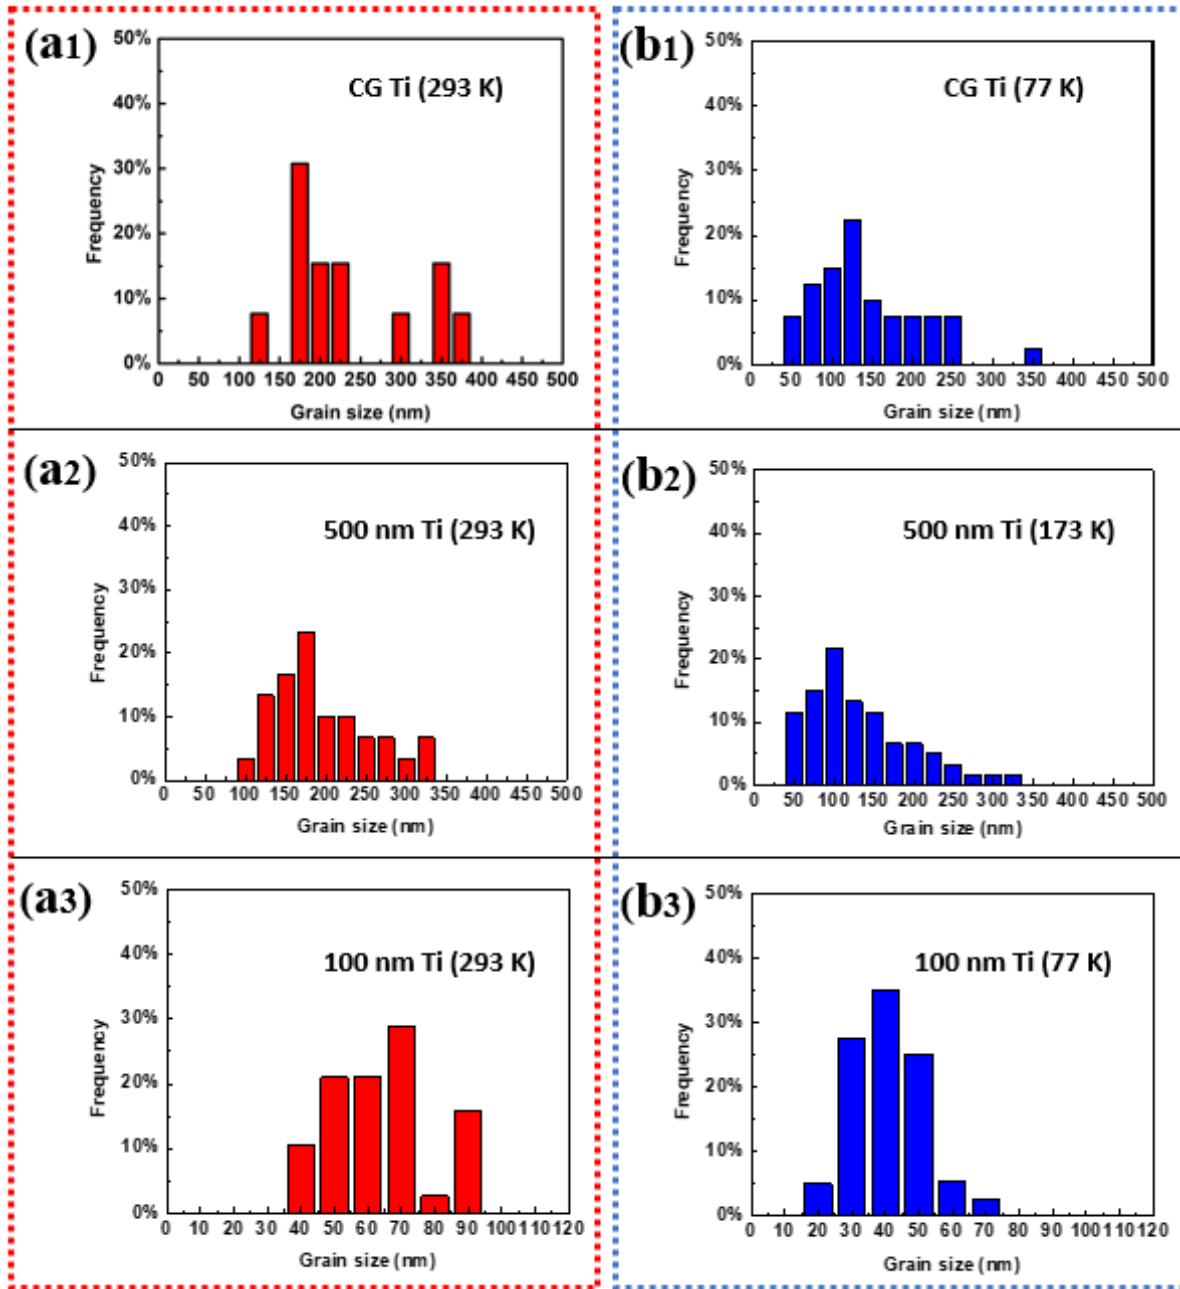 (a1)
CG Ti (293 K)
50%
40%
30%
20%
10%
0%
Frequency
0 50 100 150 200 250 300 350 400 450 500
Grain size (nm)
(b1)
CG Ti (77 K)
50%
40%
30%
20%
10%
0%
Frequency
0 50 100 150 200 250 300 350 400 450 500
Grain size (nm)
(a2)
500 nm Ti (293 K)
50%
40%
30%
20%
10%
0%
Frequency
0 50 100 150 200 250 300 350 400 450 500
Grain size (nm)
(b2)
500 nm Ti (173 K)
50%
40%
30%
20%
10%
0%
Frequency
0 50 100 150 200 250 300 350 400 450 500
Grain size (nm)
(a3)
100 nm Ti (293 K)
50%
40%
30%
20%
10%
0%
Frequency
0 10 20 30 40 50 60 70 80 90 100 110 120
Grain size (nm)
(b3)
100 nm Ti (77 K)
50%
40%
30%
20%
10%
0%
Frequency
0 10 20 30 40 50 60 70 80 90 100 110 120
Grain size (nm)